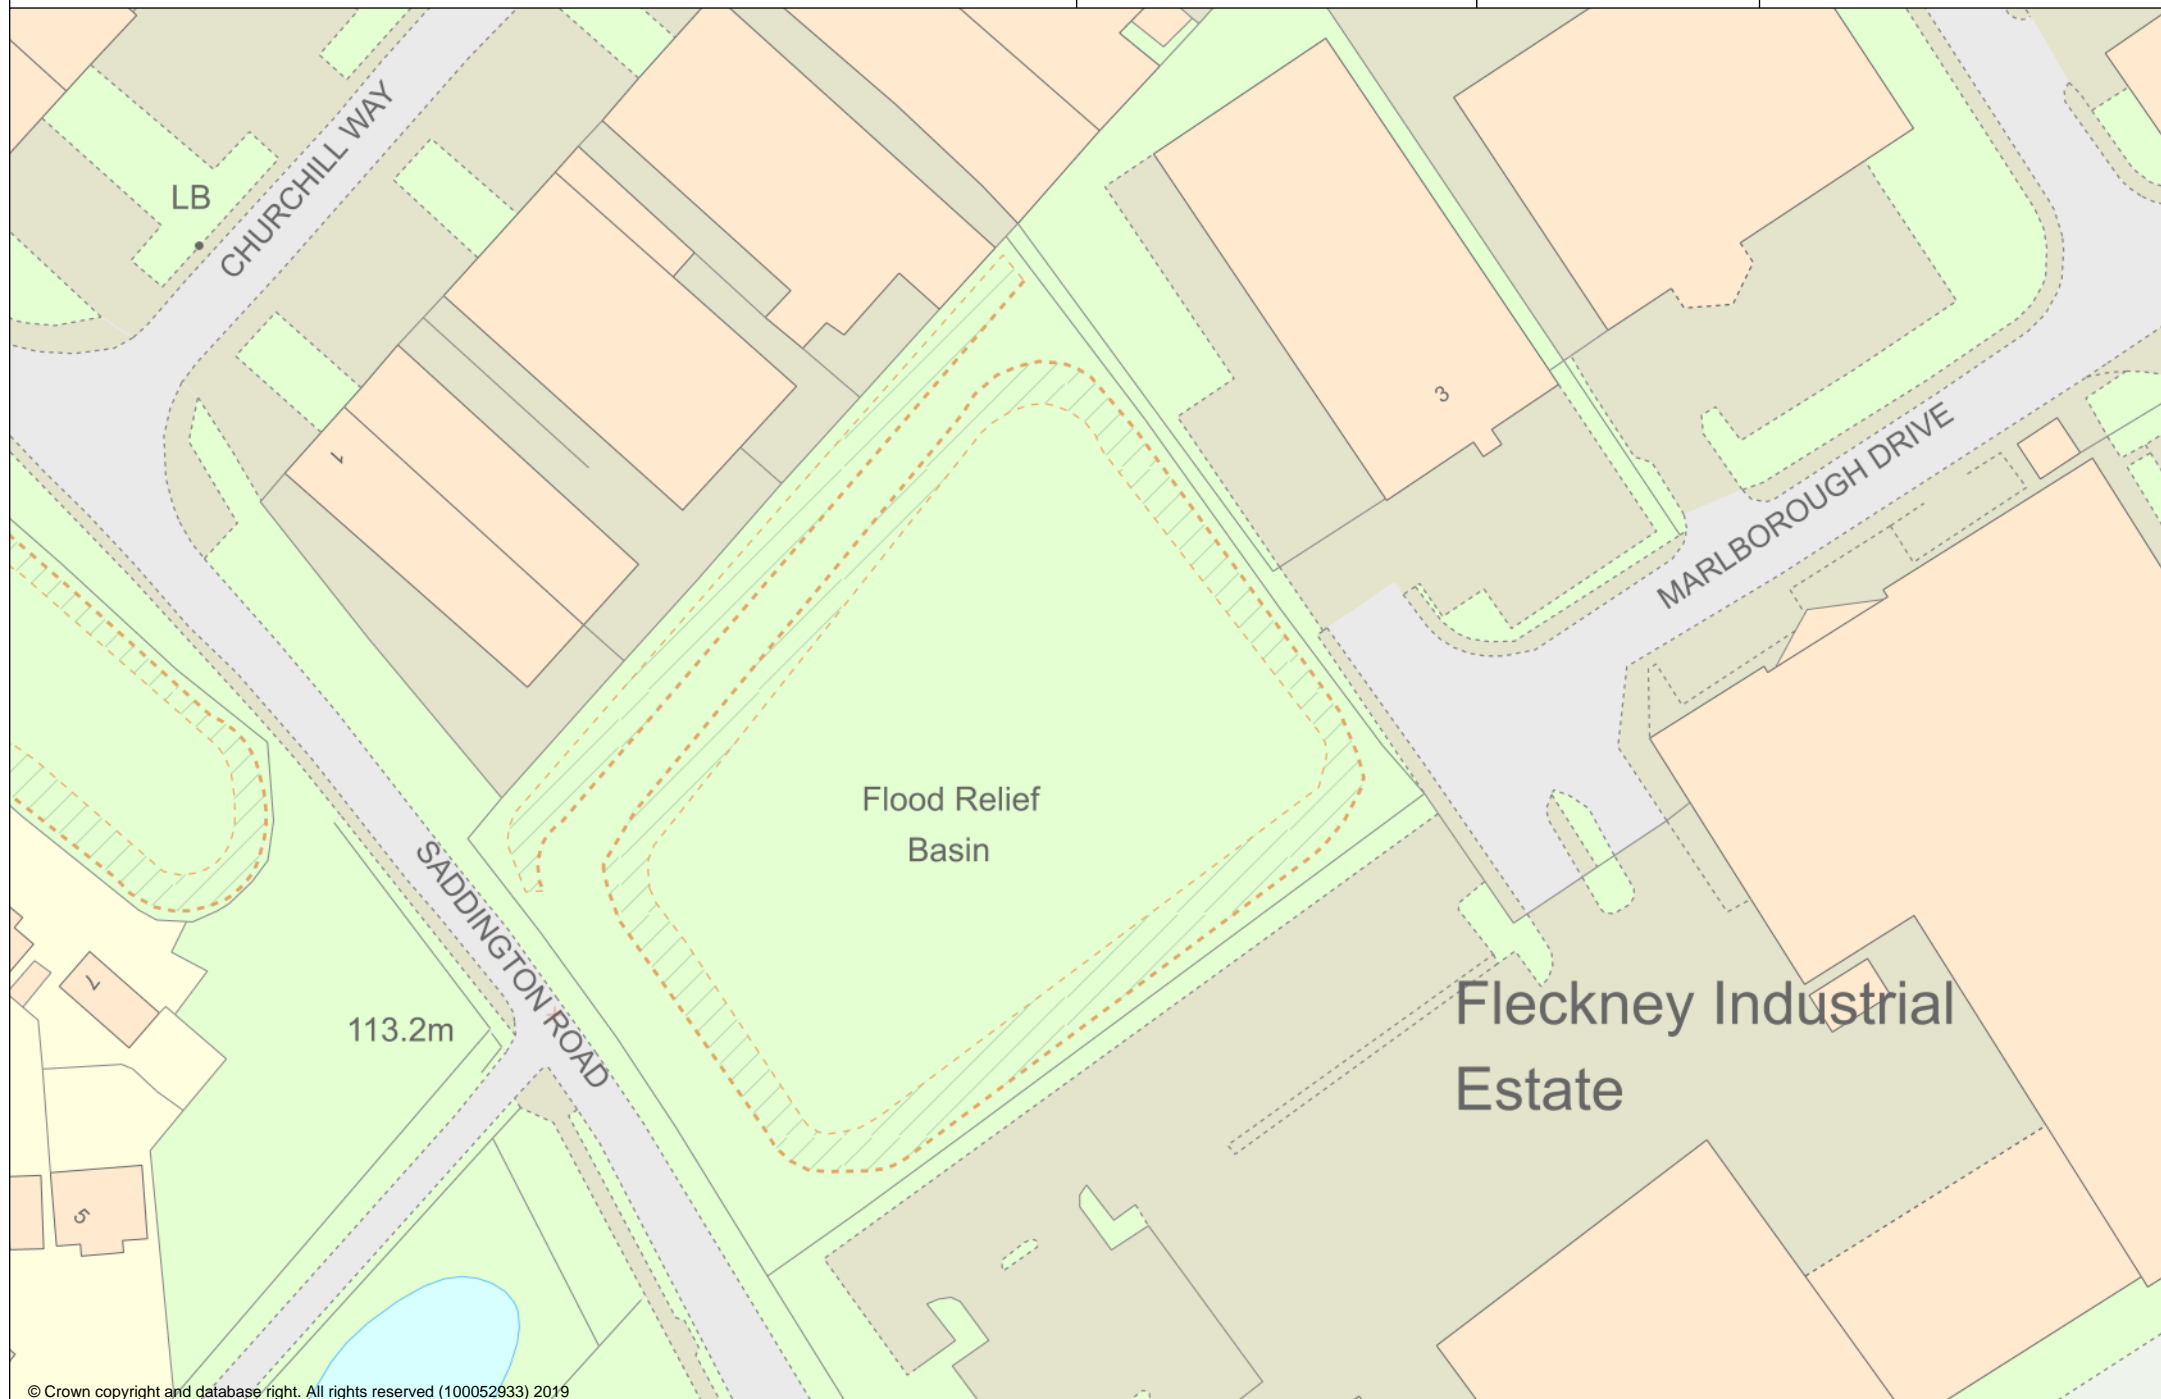 CHURCHILL WAY
LB
3
MARLBOROUGH DRIVE
1
Flood Relief
Basin
SADDINGTON ROAD
7
113.2m
Fleckney Industrial
Estate
5
© Crown copyright and database right. All rights reserved (100052933) 2019